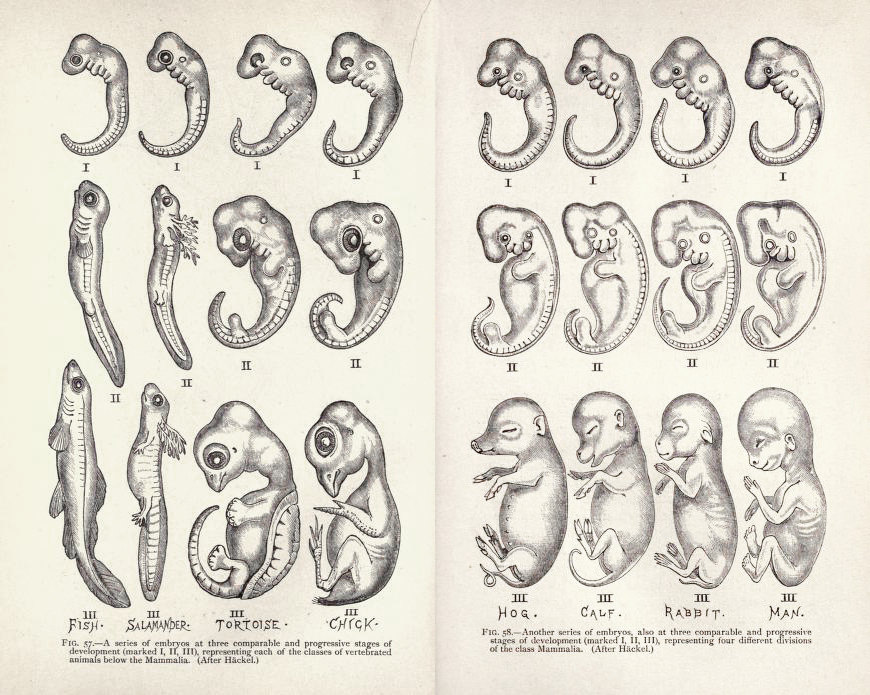 I I I I
II II II II
III III III III
FISH. SALAMANDER. TORTOISE. CHICK.
FIG. 57.—A series of embryos at three comparable and progressive stages of
development (marked I, II, III), representing each of the classes of vertebrated
animals below the Mammalia. (After Häckel.)
I I I I
II II II II
III III III III
HOG. CALF. RABBIT. MAN.
FIG. 58.—Another series of embryos, also at three comparable and progressive
stages of development (marked I, II, III), representing four different divisions
of the class Mammalia. (After Häckel.)